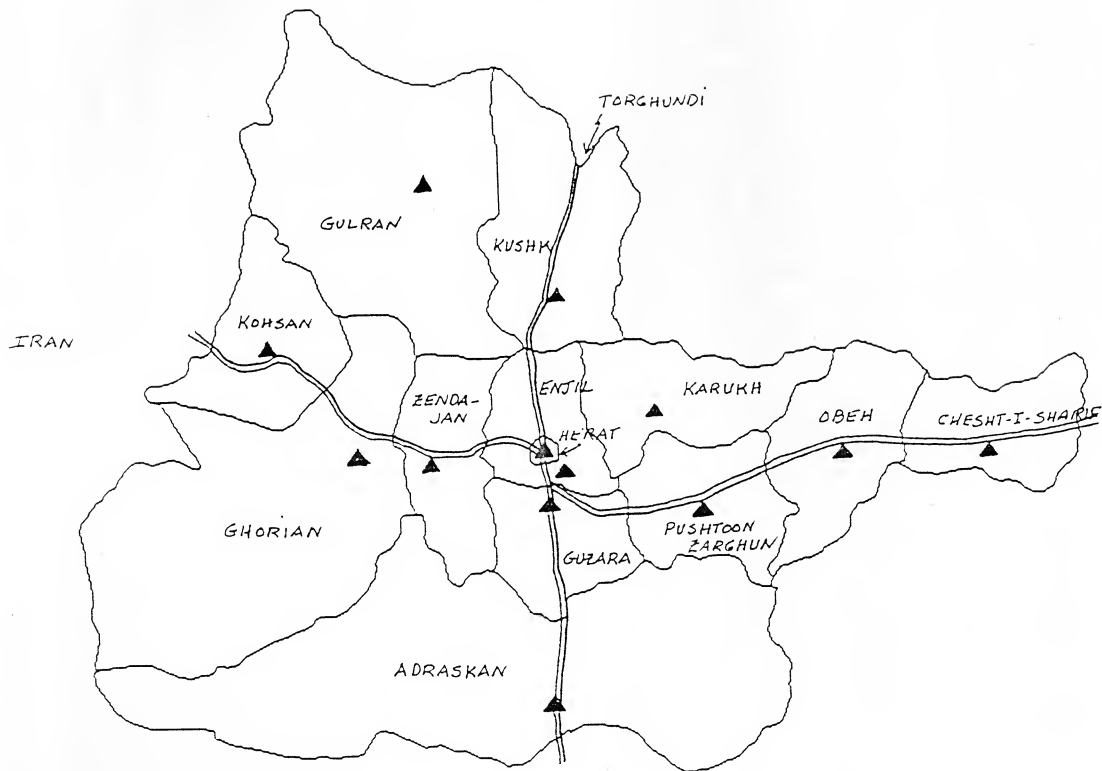 TORGHUNDI
GULRAN
KUSHK
IRAN
KOHSAN
ZENDA-
JAN
ENJIL
KARUKH
OBEH
CHESHT-I-SHARIF
HERAT
GHORIAN
PUSHTOON
ZARGHUN
GUZARA
ADRASKAN